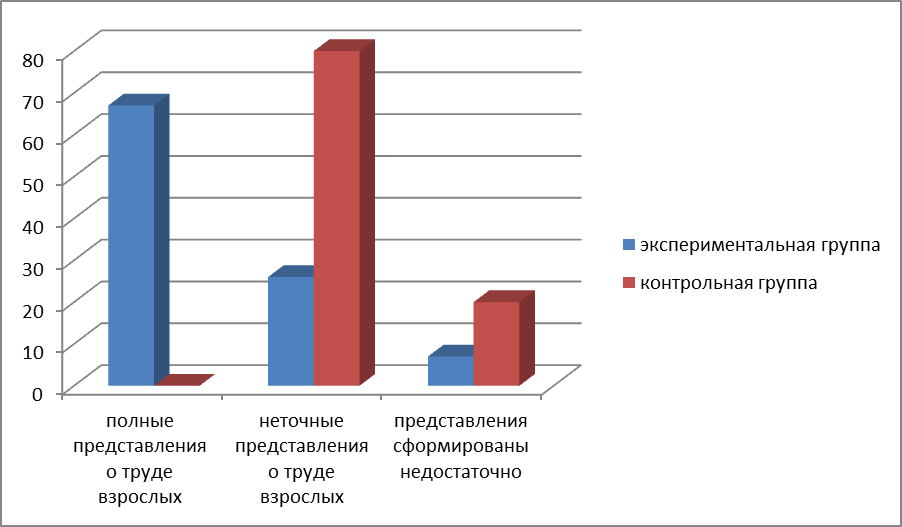 80
70
60
50
40
30
20
10
0
полные
представления
о труде
взрослых
неточные
представления
о труде
взрослых
представления
сформированы
недостаточно
экспериментальная группа
контрольная группа